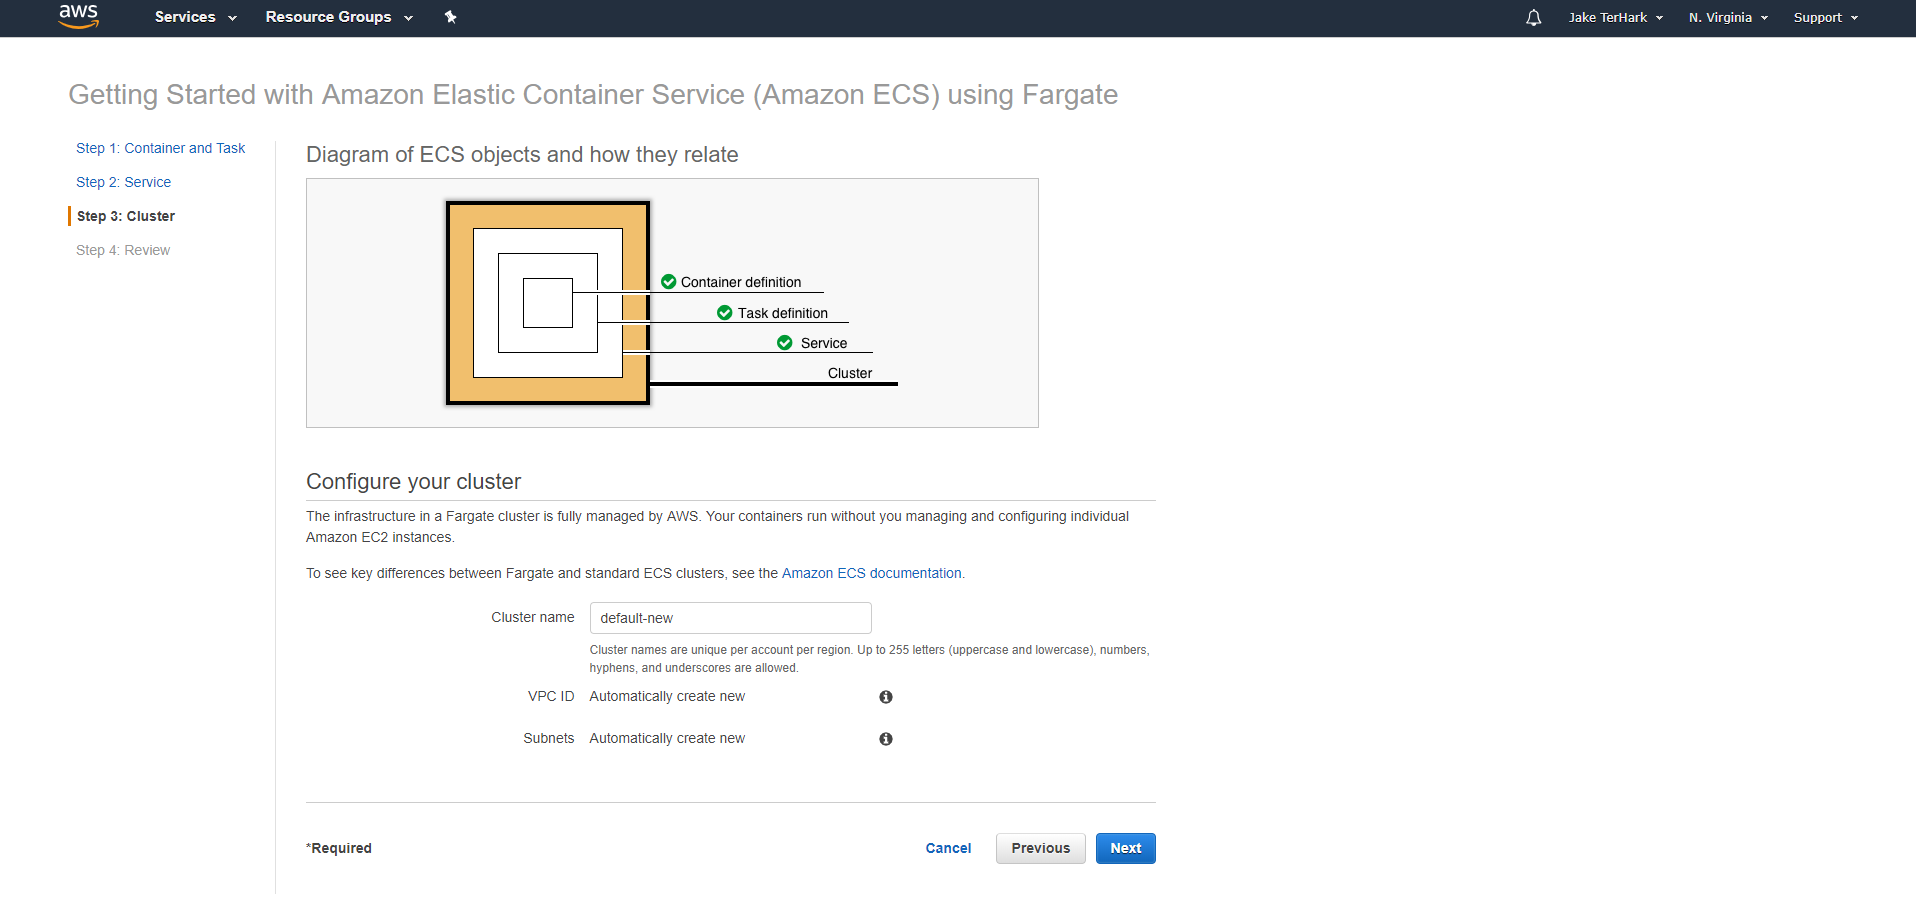 aws
Services
Resource Groups
Jake TerHark
N. Virginia
Support
Getting Started with Amazon Elastic Container Service (Amazon ECS) using Fargate
Step 1: Container and Task
Step 2: Service
Step 3: Cluster
Step 4: Review
Diagram of ECS objects and how they relate
Container definition
Task definition
Service
Cluster
Configure your cluster
The infrastructure in a Fargate cluster is fully managed by AWS. Your containers run without you managing and configuring individual
Amazon EC2 instances.
To see key differences between Fargate and standard ECS clusters, see the Amazon ECS documentation.
Cluster name
default-new
Cluster names are unique per account per region. Up to 255 letters (uppercase and lowercase), numbers,
hyphens, and underscores are allowed.
VPC ID Automatically create new
Subnets Automatically create new
*Required
Cancel
Previous
Next